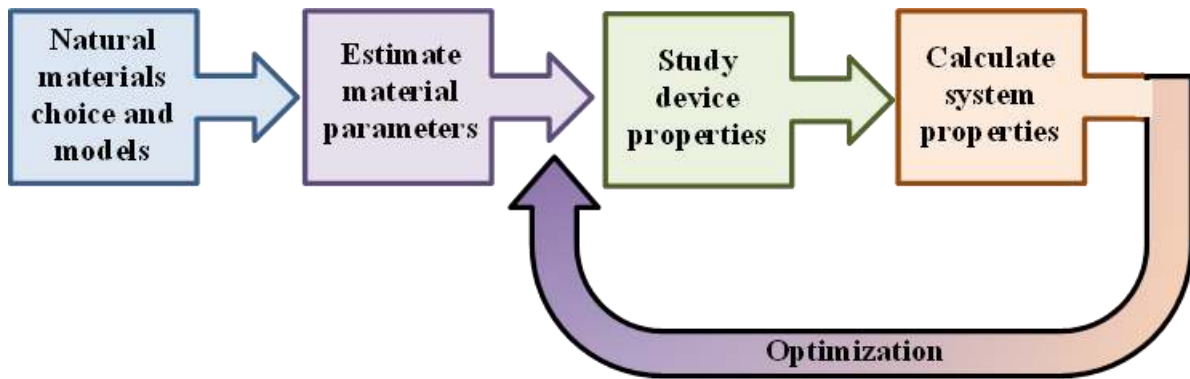 Natural
materials
choice and
models
Estimate
material
parameters
Study
device
properties
Calculate
system
properties
Optimization